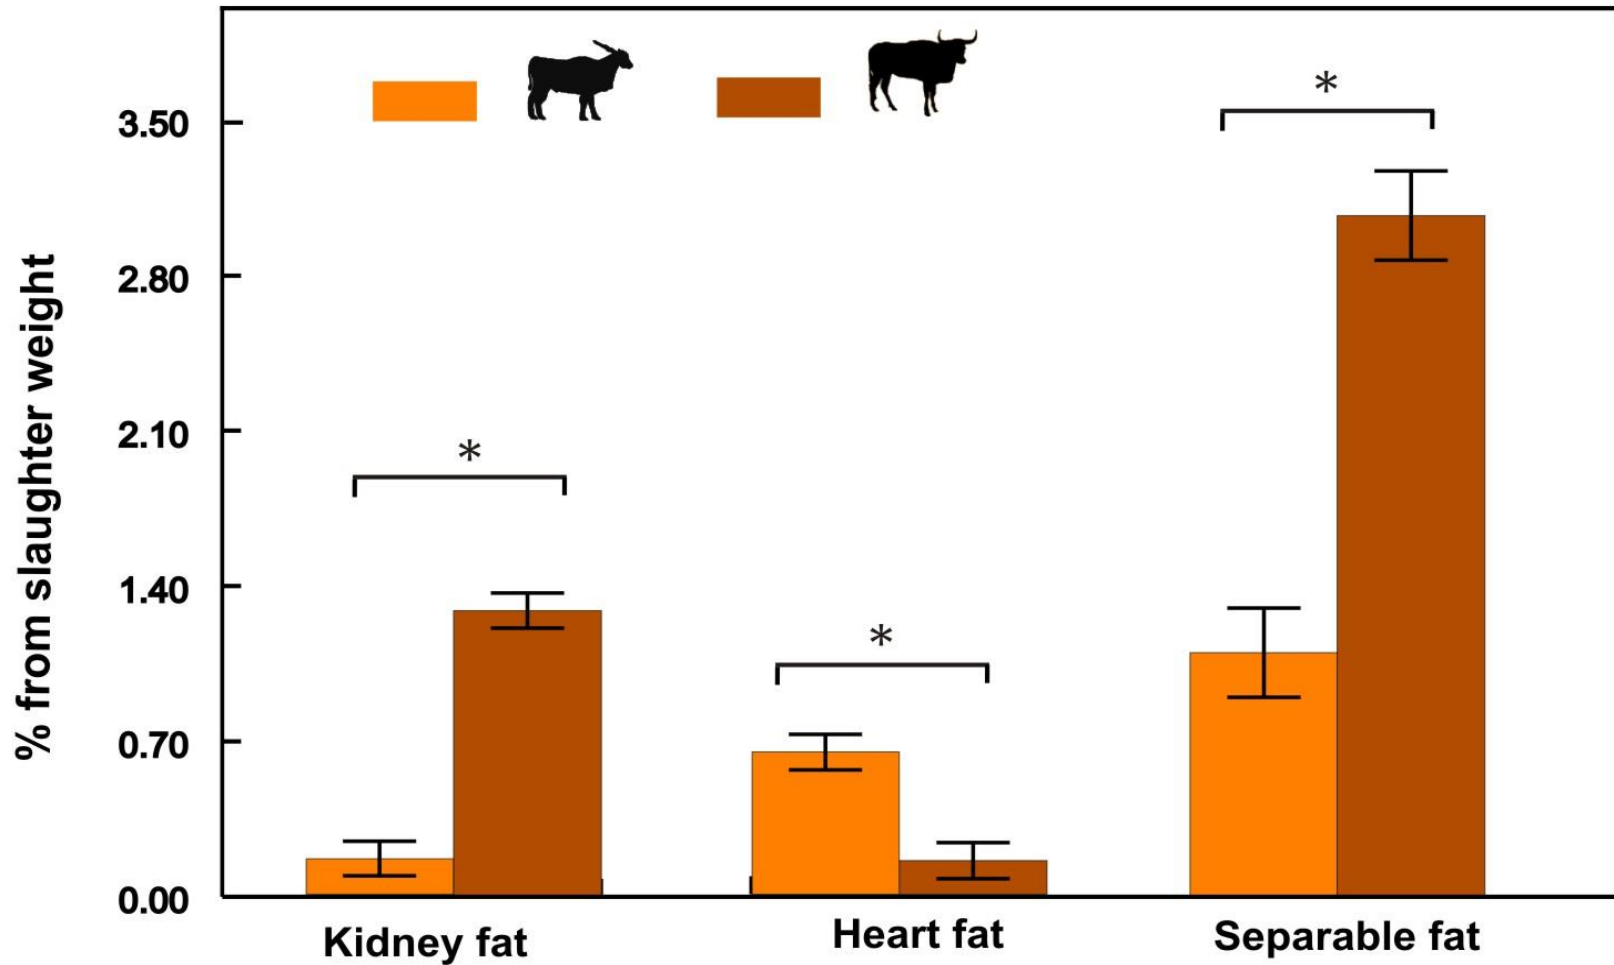 % from slaughter weight
3.50
2.80
2.10
1.40
0.70
0.00
*
*
*
Kidney fat
Heart fat
Separable fat